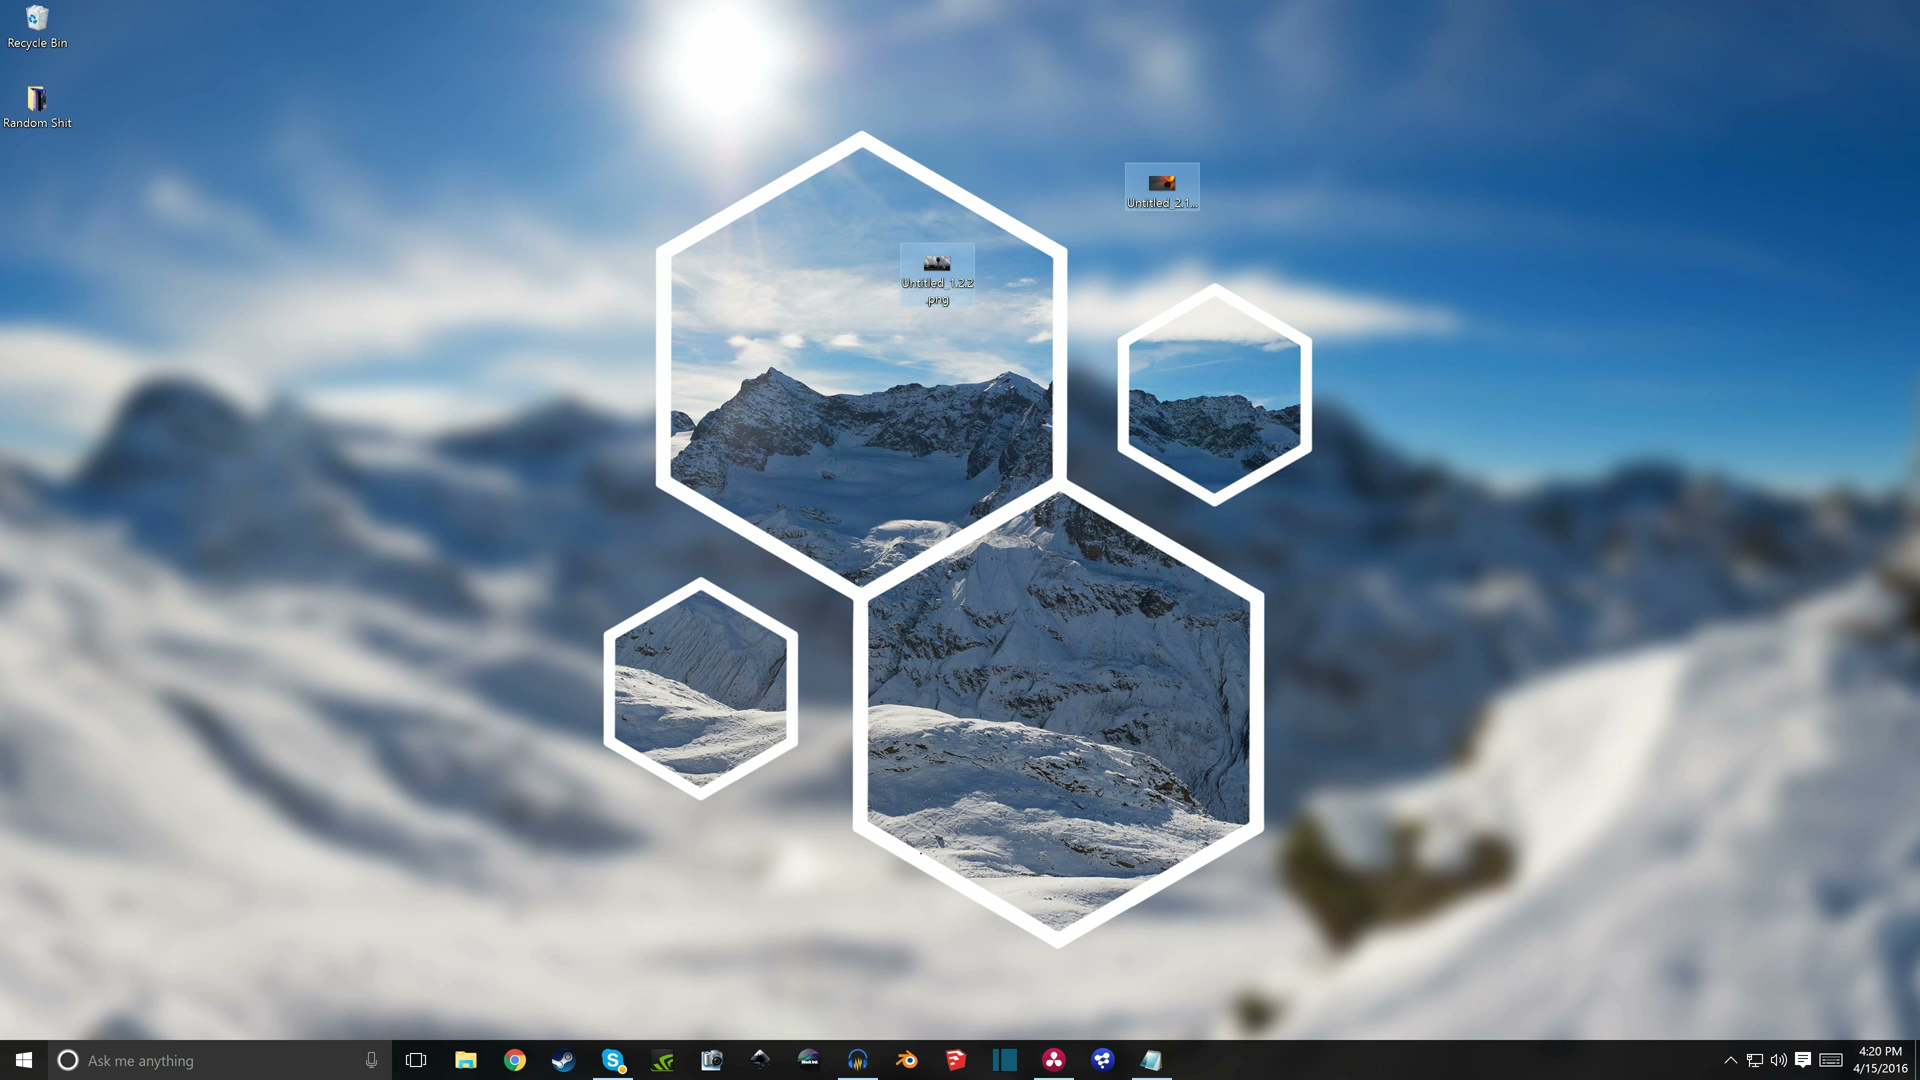 Recycle Bin
Random Shit
Untitled_2.1...
Untitled_1.2.2
.png
Ask me anything
4:20 PM
4/15/2016